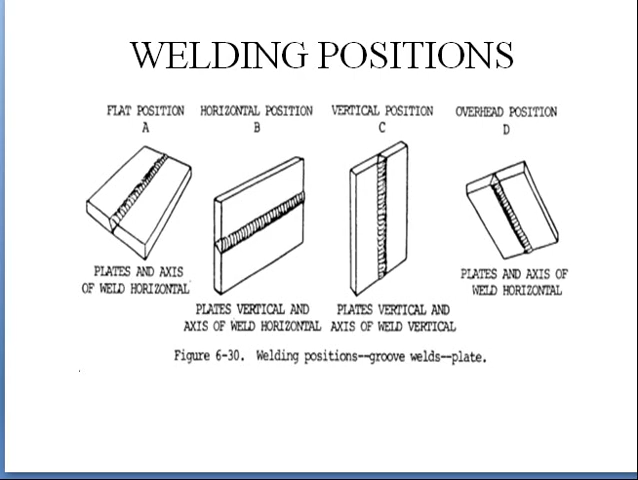 WELDING POSITIONS
FLAT POSITION
A
HORIZONTAL POSITION
B
VERTICAL POSITION
C
OVERHEAD POSITION
D
PLATES AND AXIS
OF WELD HORIZONTAL
PLATES VERTICAL AND
AXIS OF WELD HORIZONTAL
PLATES VERTICAL AND
AXIS OF WELD VERTICAL
PLATES AND AXIS OF
WELD HORIZONTAL
Figure 6-30. Welding positions--groove welds--plate.